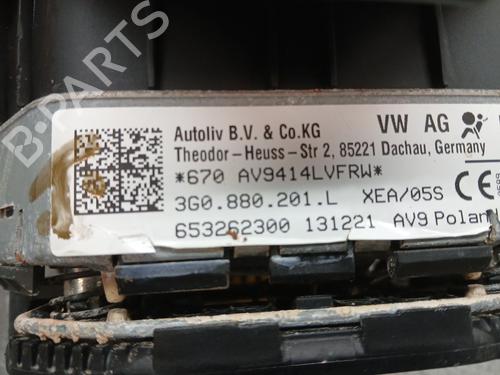 Autoliv B.V. & Co.KG
VW AG
Theodor-Heuss-Str 2, 85221 Dachau, Germany
*670 AV9414LVFRW*
3G0.880.201.L XEA/05S CE
653262300 131221 AV9 Poland
B-PARTS